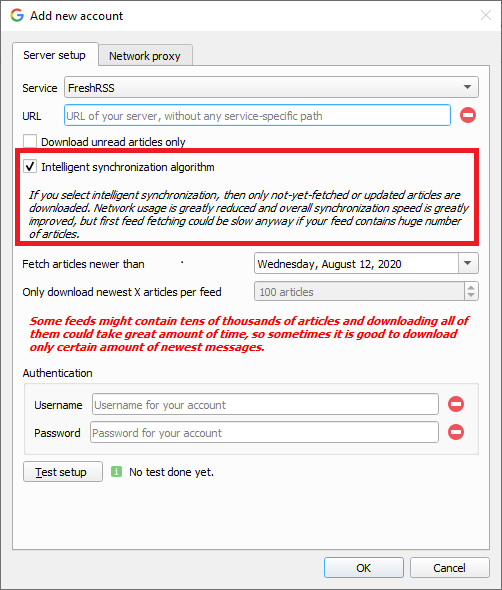 Add new account
Server setup
Network proxy
Service
FreshRSS
URL
URL of your server, without any service-specific path
Download unread articles only
Intelligent synchronization algorithm
If you select intelligent synchronization, then only not-yet-fetched or updated articles are
downloaded. Network usage is greatly reduced and overall synchronization speed is greatly
improved, but first feed fetching could be slow anyway if your feed contains huge number
of articles.
Fetch articles newer than
Wednesday, August 12, 2020
Only download newest X articles per feed
100 articles
Some feeds might contain tens of thousands of articles and downloading all of
them could take great amount of time, so sometimes it is good to download
only certain amount of newest messages.
Authentication
Username
Username for your account
Password
Password for your account
Test setup
No test done yet.
OK
Cancel